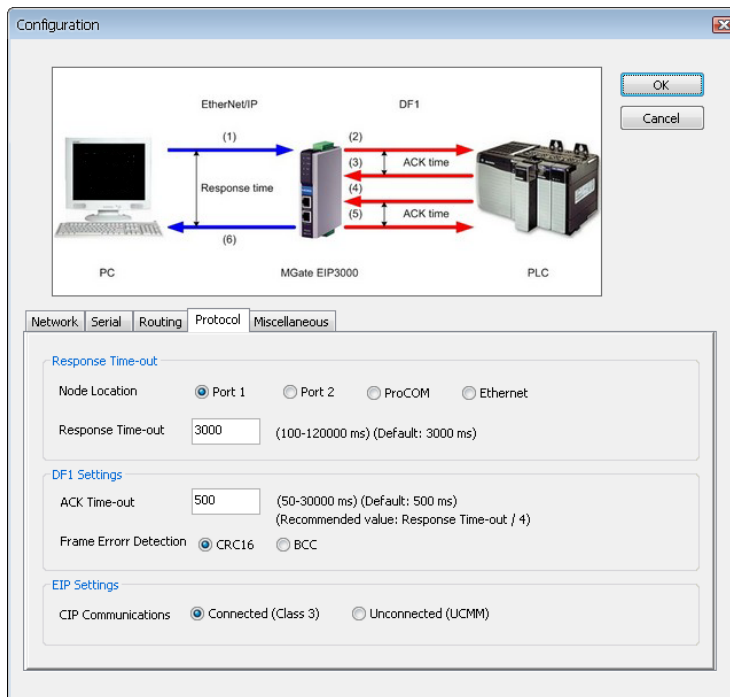 Configuration
EtherNet/IP DF1
(1) (2)
(3) ACK time
Response time (4)
(5) ACK time
(6)
PC MGate EIP3000 PLC
OK
Cancel
Network Serial Routing Protocol Miscellaneous
Response Time-out
Node Location Port 1 Port 2 ProCOM Ethernet
Response Time-out 3000 (100-120000 ms) (Default: 3000 ms)
DF1 Settings
ACK Time-out 500 (50-30000 ms) (Default: 500 ms)
(Recommended value: Response Time-out / 4)
Frame Errorr Detection CRC16 BCC
EIP Settings
CIP Communications Connected (Class 3) Unconnected (UCMM)